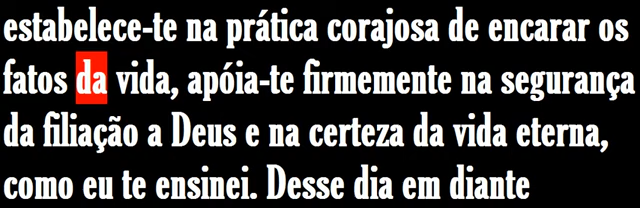 estabelece-te na prática corajosa de encarar os
fatos da vida, apóia-te firmemente na segurança
da filiação a Deus e na certeza da vida eterna,
como eu te ensinei. Desse dia em diante